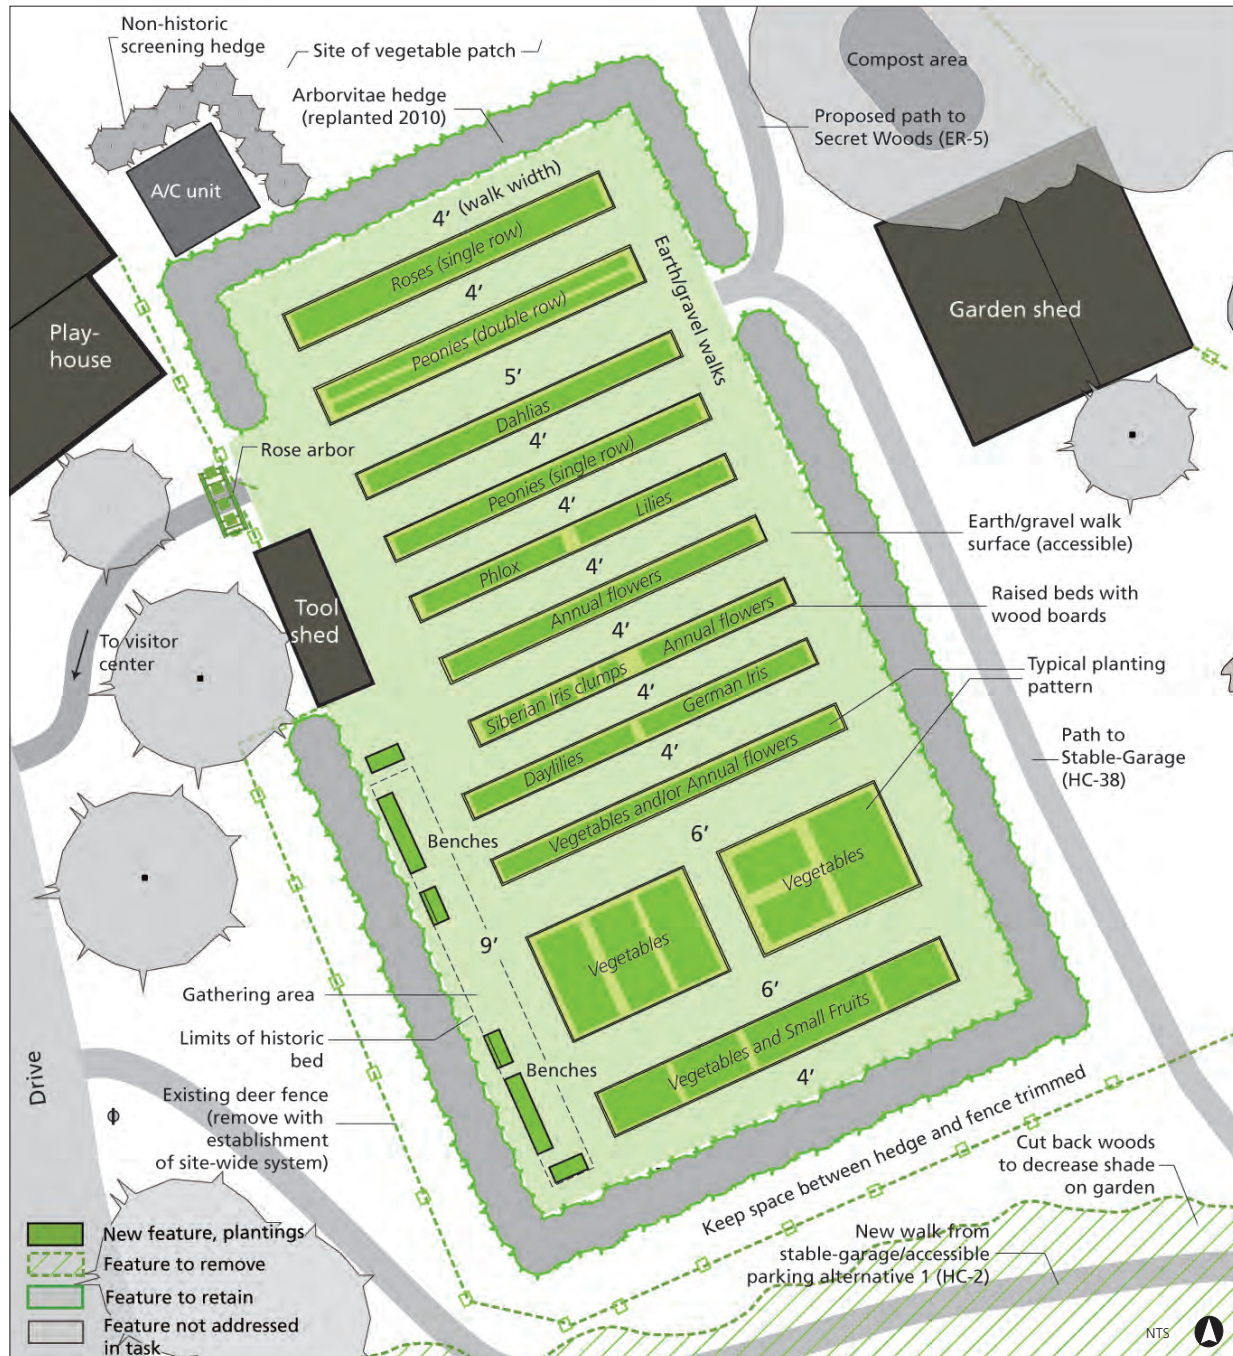 Non-historic
screening hedge
Site of vegetable patch
Arborvitae hedge
(replanted 2010)
Compost area
Proposed path to
Secret Woods (ER-5)
A/C unit
4’ (walk width)
Roses (single row)
4’
Earth/gravel walks
Peonies (double row)
Garden shed
Play-
house
5’
Dahlias
4’
Rose arbor
Peonies (single row)
4’
Lilies
Phlox
4’
Earth/gravel walk
surface (accessible)
Annual flowers
Raised beds with
wood boards
Tool
shed
4’
Annual flowers
To visitor
center
Siberian Iris clumps
Typical planting
pattern
4’
German Iris
Daylilies
4’
Path to
Stable-Garage
(HC-38)
Vegetables and/or Annual flowers
Benches
6’
Vegetables
Vegetables
9’
Gathering area
6’
Limits of historic
bed
Vegetables and Small Fruits
Benches
4’
Drive
Existing deer fence
(remove with
establishment
of site-wide system)
Keep space between hedge and fence trimmed
Cut back woods
to decrease shade
on garden
New walk from
stable-garage/accessible
parking alternative 1 (HC-2)
New feature, plantings
Feature to remove
Feature to retain
Feature not addressed
in task
NTS